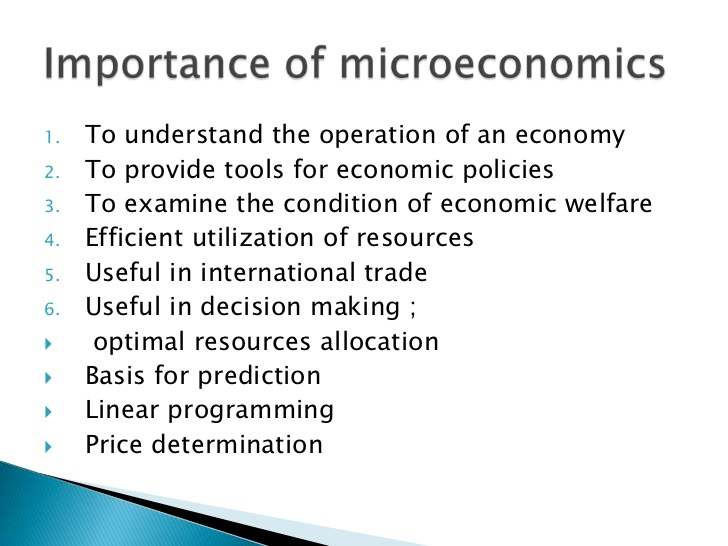 Importance of microeconomics
1. To understand the operation of an economy
2. To provide tools for economic policies
3. To examine the condition of economic welfare
4. Efficient utilization of resources
5. Useful in international trade
6. Useful in decision making ;
optimal resources allocation
Basis for prediction
Linear programming
Price determination